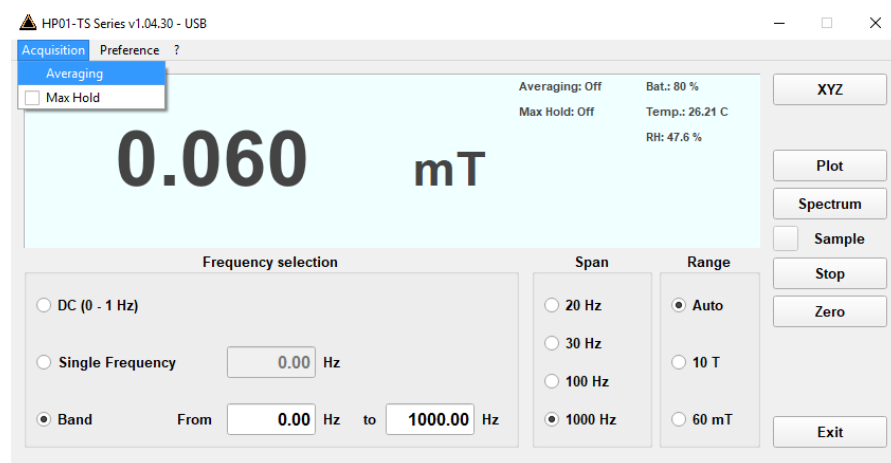 HP01-TS Series v1.04.30 - USB
Acquisition Preference ?
Averaging
Max Hold
Averaging: Off Bat.: 80 %
Max Hold: Off Temp.: 26.21 C
RH: 47.6 %
0.060 mT
XYZ
Plot
Spectrum
Sample
Stop
Zero
Exit
Frequency selection
DC (0 - 1 Hz)
Single Frequency 0.00 Hz
Band From 0.00 Hz to 1000.00 Hz
Span
20 Hz
30 Hz
100 Hz
1000 Hz
Range
Auto
10 T
60 mT